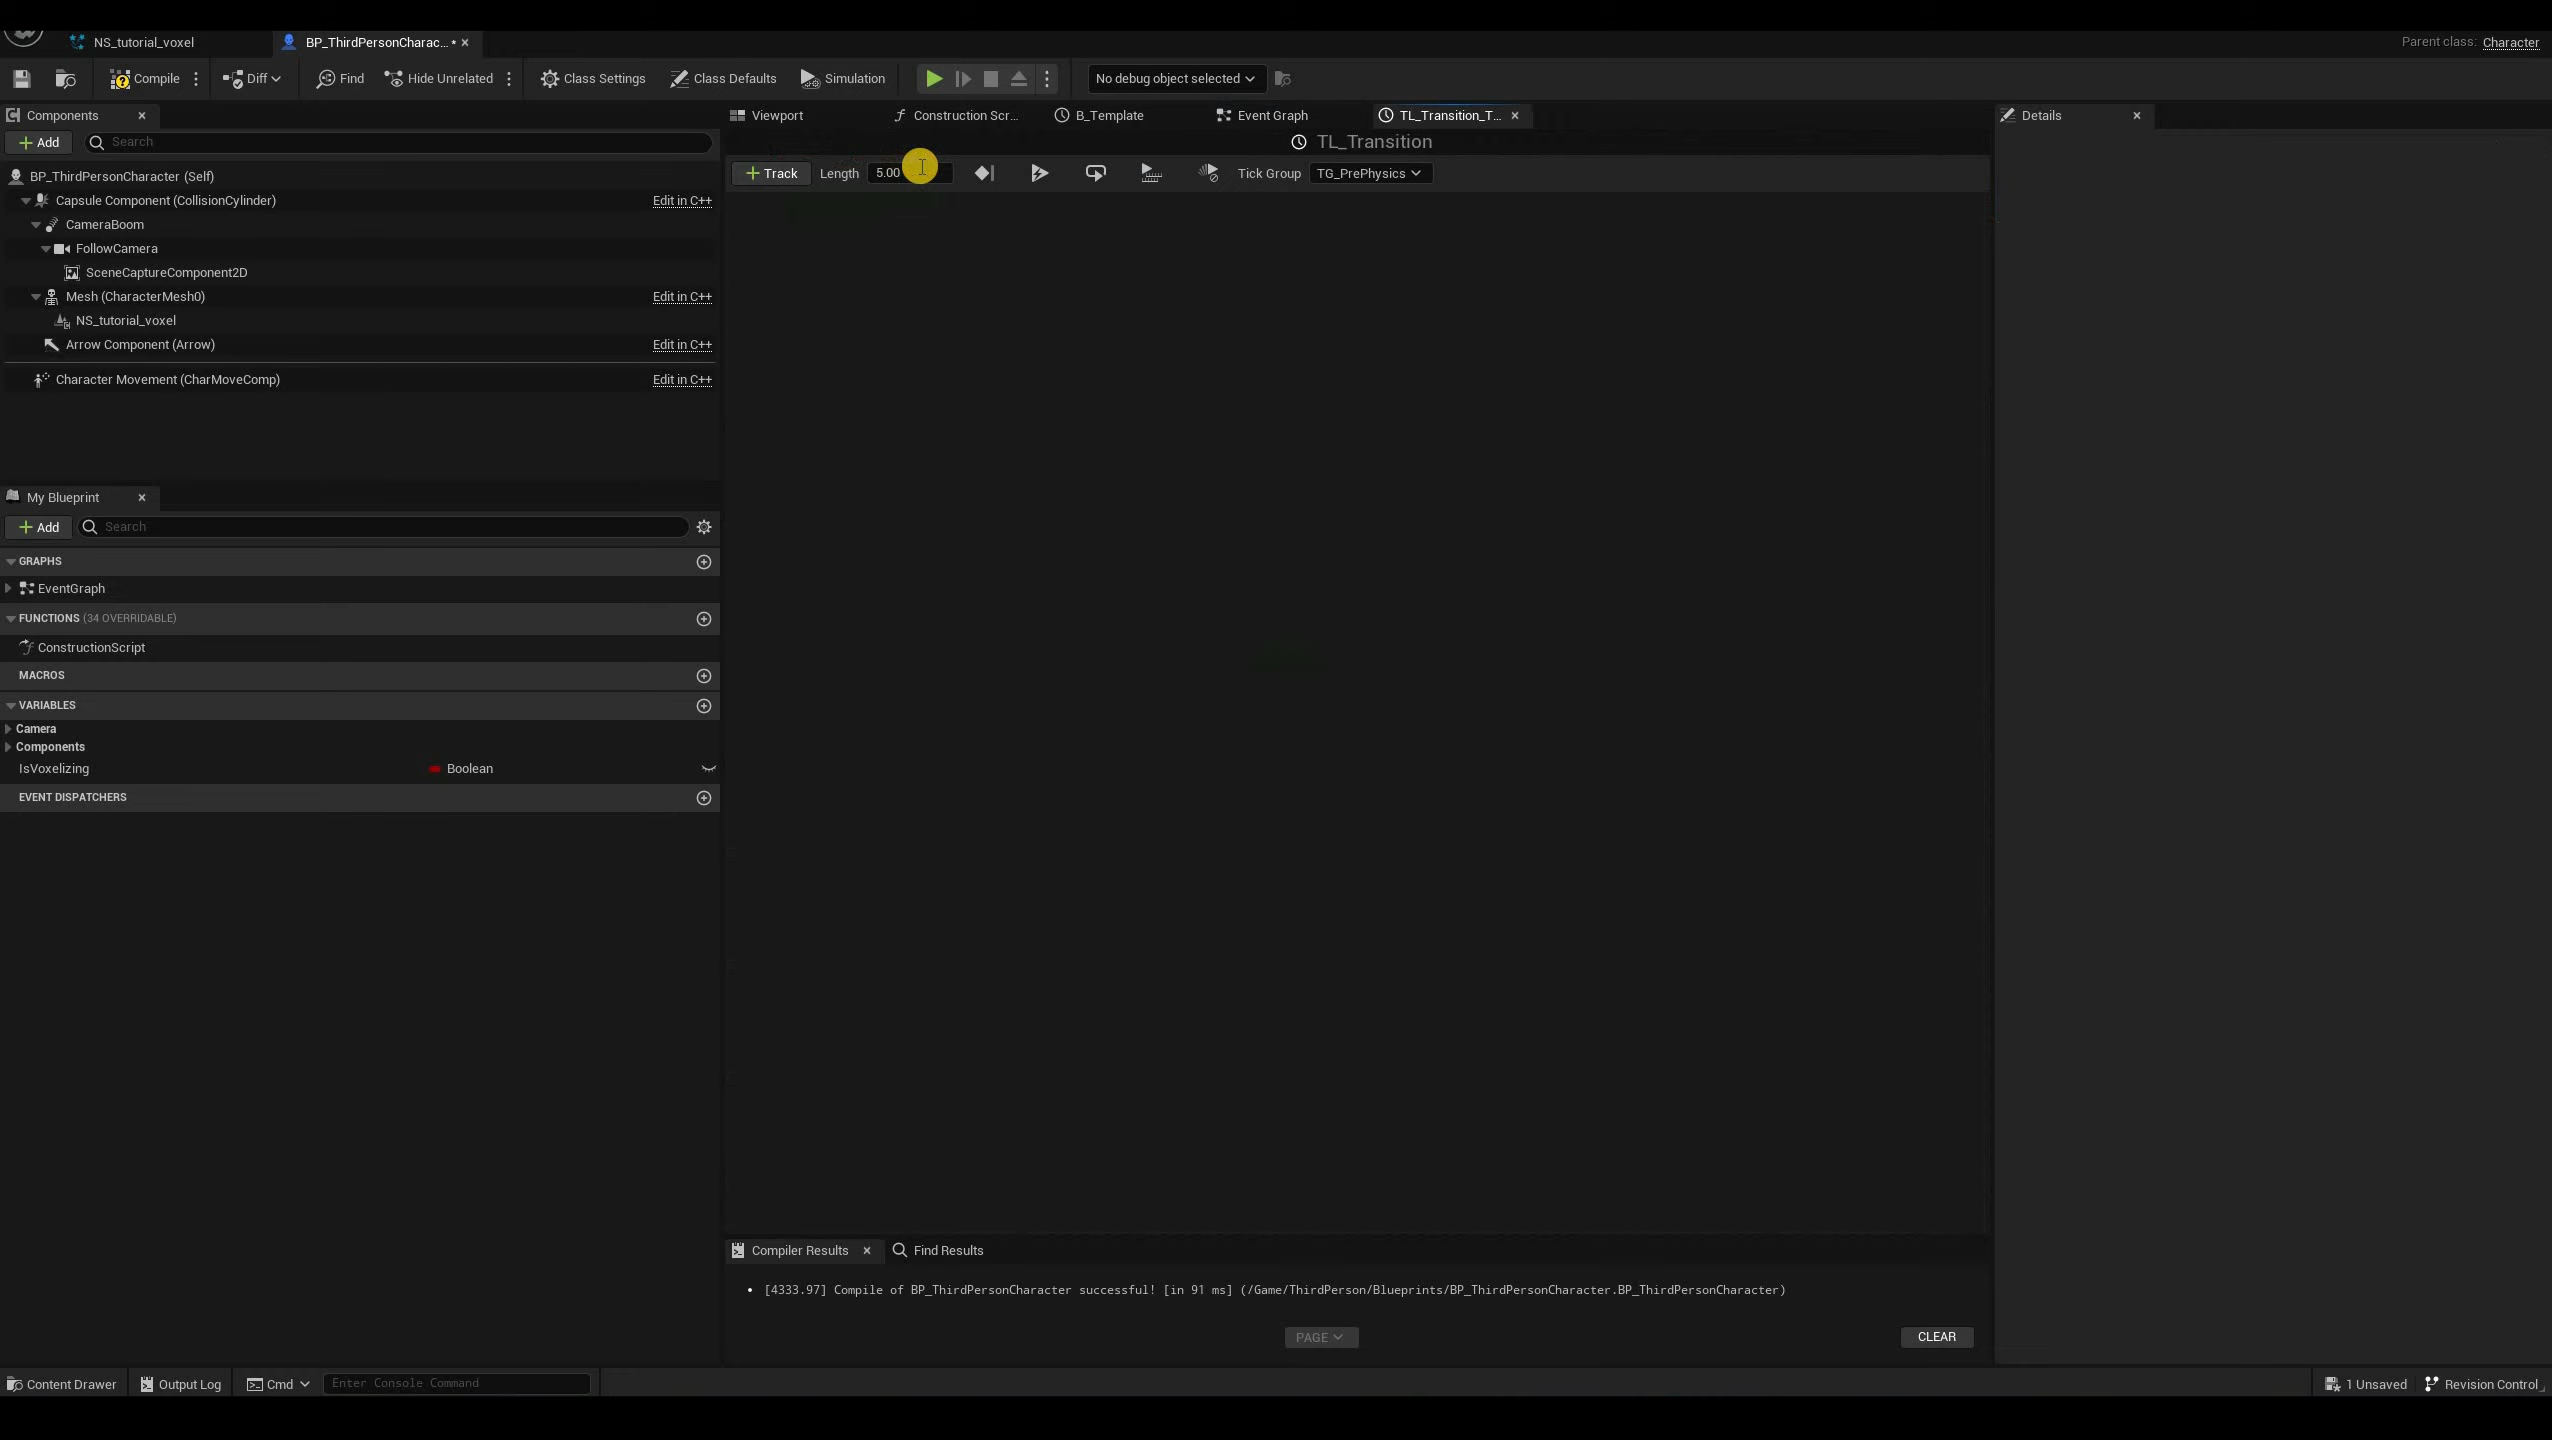 NS_tutorial_voxel
BP_ThirdPersonCharac... •
Parent class: Character
Compile
Diff
Find
Hide Unrelated
Class Settings
Class Defaults
Simulation
No debug object selected
Components
Viewport
Construction Scr...
B_Template
Event Graph
TL_Transition_T...
Details
Add
Search
TL_Transition
Track
Length
5.00
Tick Group
TG_PrePhysics
BP_ThirdPersonCharacter (Self)
Capsule Component (CollisionCylinder)
Edit in C++
CameraBoom
FollowCamera
SceneCaptureComponent2D
Mesh (CharacterMesh0)
Edit in C++
NS_tutorial_voxel
Arrow Component (Arrow)
Edit in C++
Character Movement (CharMoveComp)
Edit in C++
My Blueprint
Add
Search
GRAPHS
EventGraph
FUNCTIONS (34 OVERRIDABLE)
ConstructionScript
MACROS
VARIABLES
Camera
Components
IsVoxelizing
Boolean
EVENT DISPATCHERS
Compiler Results
Find Results
• [4333.97] Compile of BP_ThirdPersonCharacter successful! [in 91 ms] (/Game/ThirdPerson/Blueprints/BP_ThirdPersonCharacter.BP_ThirdPersonCharacter)
PAGE
CLEAR
Content Drawer
Output Log
Cmd
Enter Console Command
1 Unsaved
Revision Control